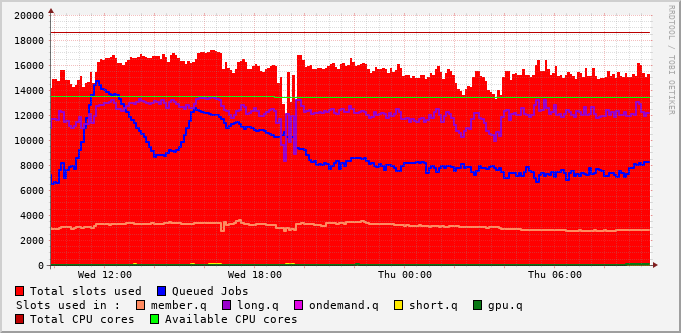 20000
18000
16000
14000
12000
10000
8000
6000
4000
2000
0
Wed 12:00 Wed 18:00 Thu 00:00 Thu 06:00
RRDTOOL / TOBI OETIKER
Total slots used Queued Jobs
Slots used in : member.q long.q ondemand.q short.q gpu.q
Total CPU cores Available CPU cores